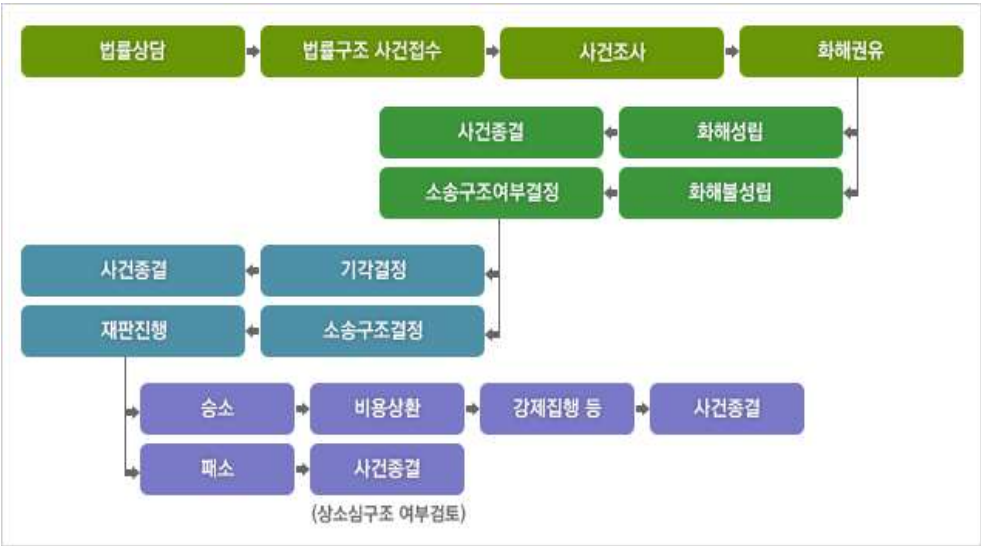 법률상담
법률구조 사건접수
사건조사
화해권유
사건종결
화해성립
소송구조여부결정
화해불성립
사건종결
기각결정
재판진행
소송구조결정
승소
비용상환
강제집행 등
사건종결
패소
사건종결
(상소심구조 여부검토)